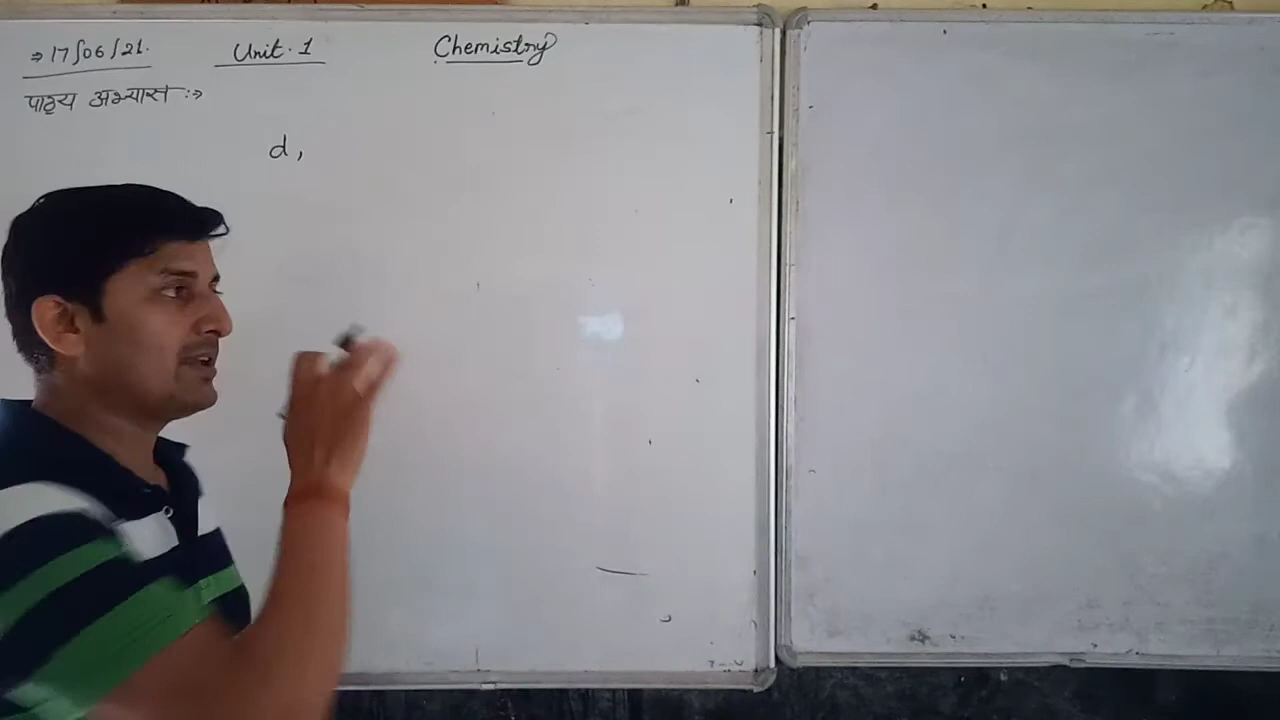 ⇒ 17/06/21. Unit. 1 Chemistry
पाठ्य अभ्यास :→
d,